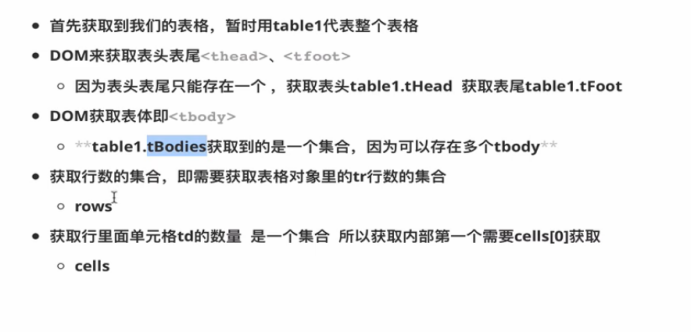 首先获取到我们的表格，暂时用table1代表整个表格
DOM来获取表头表尾<thead>、<tfoot>
因为表头表尾只能存在一个 ，获取表头table1.tHead 获取表尾table1.tFoot
DOM获取表体即<tbody>
**table1.tBodies获取到的是一个集合，因为可以存在多个tbody**
获取行数的集合，即需要获取表格对象里的tr行数的集合
rows
获取行里面单元格td的数量 是一个集合 所以获取内部第一个需要cells[0]获取
cells